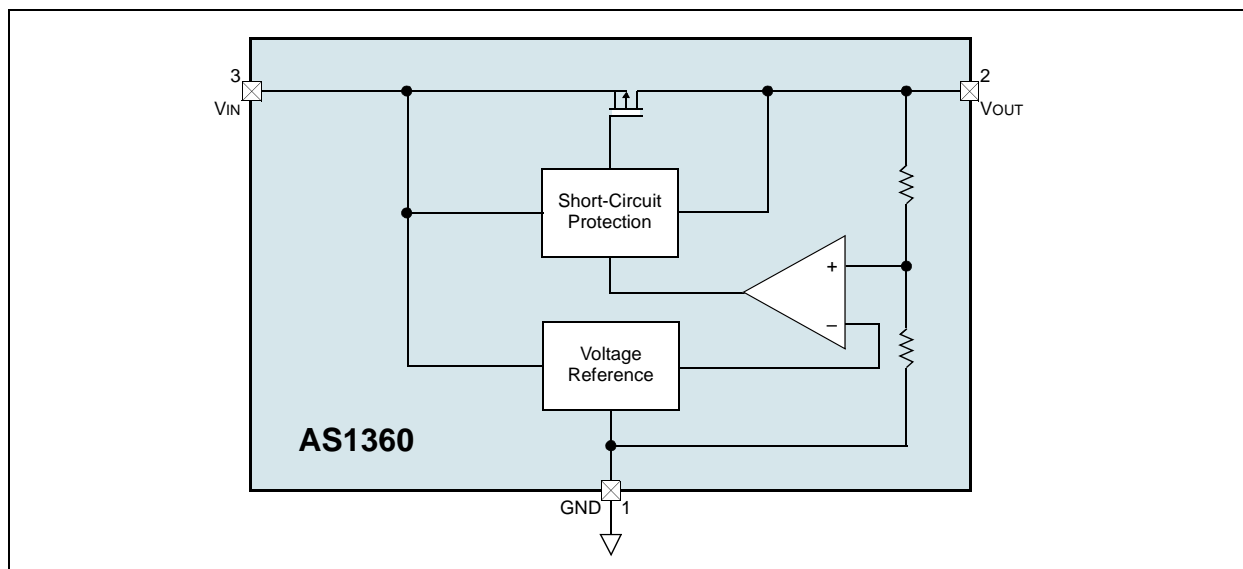 3
VIN
2
VOUT
Short-Circuit
Protection
+
–
Voltage
Reference
AS1360
GND 1